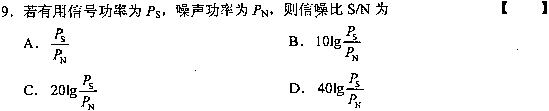 9. 若有用信号功率为 P_S，噪声功率为 P_N，则信噪比 S/N 为 【 】
A. P_S/P_N B. 10lg P_S/P_N
C. 20lg P_S/P_N D. 40lg P_S/P_N